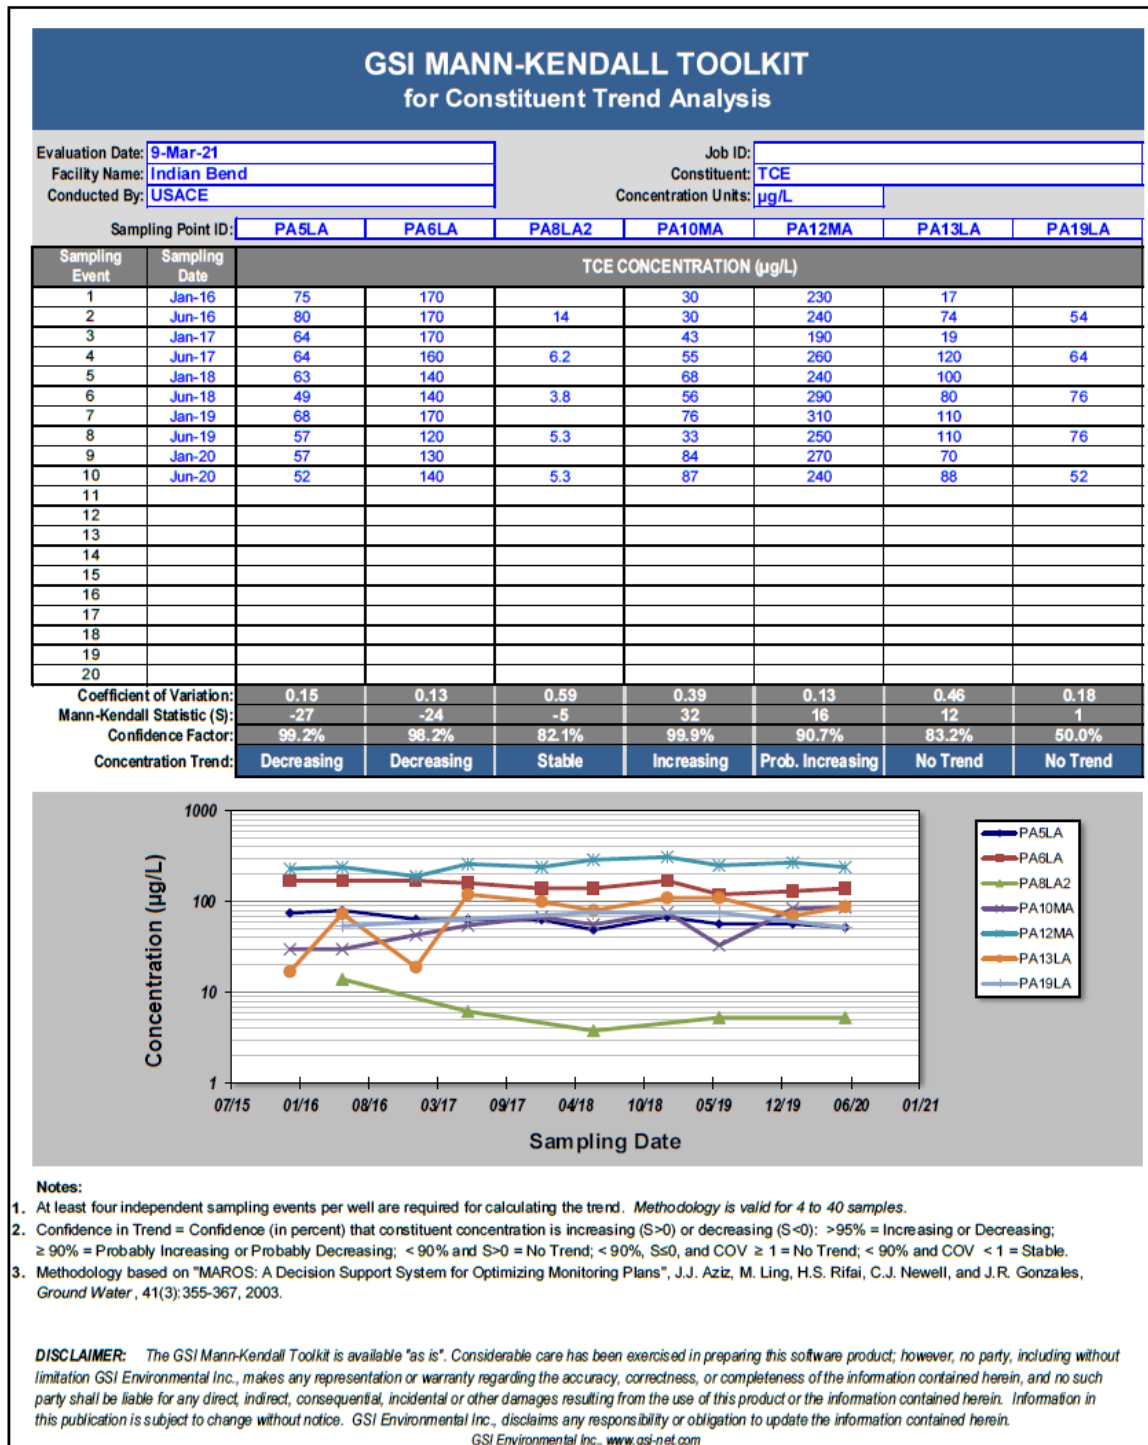 GSI MANN-KENDALL TOOLKIT
for Constituent Trend Analysis
Evaluation Date: 9-Mar-21 Job ID:
Facility Name: Indian Bend Constituent: TCE
Conducted By: USACE Concentration Units: µg/L
Sampling Point ID: PA5LA PA6LA PA8LA2 PA10MA PA12MA PA13LA PA19LA
Sampling Event Sampling Date TCE CONCENTRATION (µg/L)
1 Jan-16 75 170 30 230 17
2 Jun-16 80 170 14 30 240 74 54
3 Jan-17 64 170 43 190 19
4 Jun-17 64 160 6.2 55 260 120 64
5 Jan-18 63 140 68 240 100
6 Jun-18 49 140 3.8 56 290 80 76
7 Jan-19 68 170 76 310 110
8 Jun-19 57 120 5.3 33 250 110 76
9 Jan-20 57 130 84 270 70
10 Jun-20 52 140 5.3 87 240 88 52
11
12
13
14
15
16
17
18
19
20
Coefficient of Variation: 0.15 0.13 0.59 0.39 0.13 0.46 0.18
Mann-Kendall Statistic (S): -27 -24 -5 32 16 12 1
Confidence Factor: 99.2% 98.2% 82.1% 99.9% 90.7% 83.2% 50.0%
Concentration Trend: Decreasing Decreasing Stable Increasing Prob. Increasing No Trend No Trend
Concentration (µg/L)
1000
100
10
1
07/15 01/16 08/16 03/17 09/17 04/18 10/18 05/19 12/19 06/20 01/21
Sampling Date
PA5LA
PA6LA
PA8LA2
PA10MA
PA12MA
PA13LA
PA19LA
Notes:
1. At least four independent sampling events per well are required for calculating the trend. Methodology is valid for 4 to 40 samples.
2. Confidence in Trend = Confidence (in percent) that constituent concentration is increasing (S>0) or decreasing (S<0): >95% = Increasing or Decreasing;
≥ 90% = Probably Increasing or Probably Decreasing; < 90% and S>0 = No Trend; < 90%, S≤0, and COV ≥ 1 = No Trend; < 90% and COV < 1 = Stable.
3. Methodology based on "MAROS: A Decision Support System for Optimizing Monitoring Plans", J.J. Aziz, M. Ling, H.S. Rifai, C.J. Newell, and J.R. Gonzales,
Ground Water, 41(3):355-367, 2003.
DISCLAIMER: The GSI Mann-Kendall Toolkit is available "as is". Considerable care has been exercised in preparing this software product; however, no party, including without
limitation GSI Environmental Inc., makes any representation or warranty regarding the accuracy, correctness, or completeness of the information contained herein, and no such
party shall be liable for any direct, indirect, consequential, incidental or other damages resulting from the use of this product or the information contained herein. Information in
this publication is subject to change without notice. GSI Environmental Inc., disclaims any responsibility or obligation to update the information contained herein.
GSI Environmental Inc., www.gsi-net.com